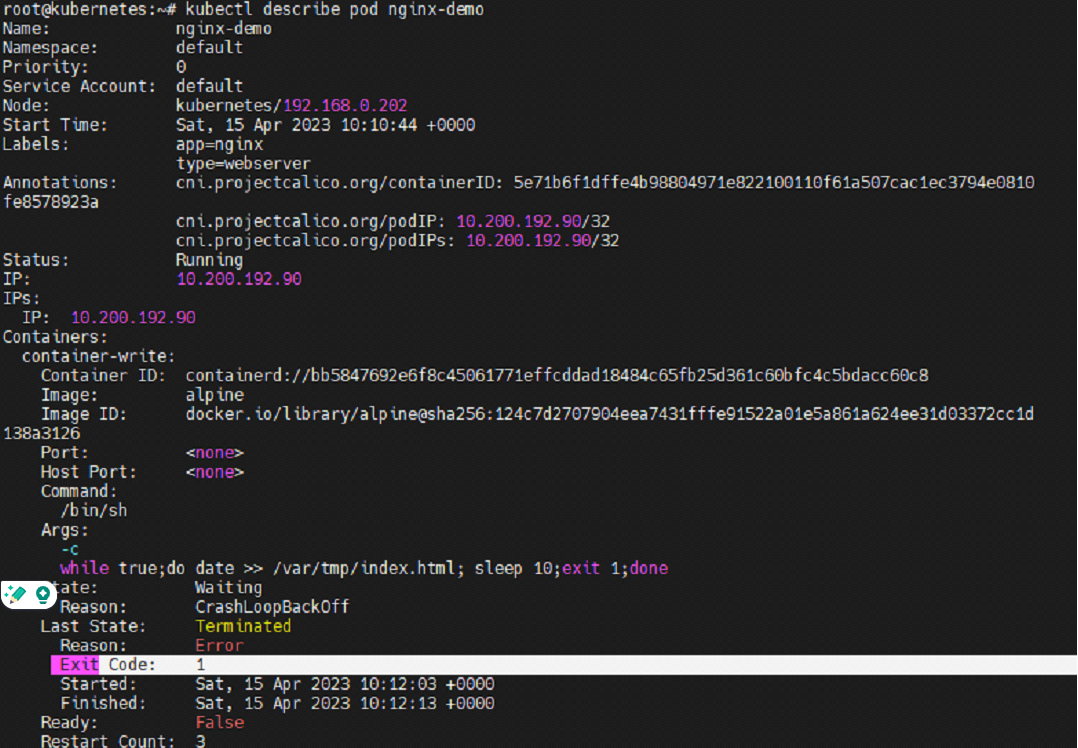 root@kubernetes:~# kubectl describe pod nginx-demo
Name:             nginx-demo
Namespace:        default
Priority:         0
Service Account:  default
Node:             kubernetes/192.168.0.202
Start Time:       Sat, 15 Apr 2023 10:10:44 +0000
Labels:           app=nginx
                  type=webserver
Annotations:      cni.projectcalico.org/containerID: 5e71b6f1dffe4b98804971e822100110f61a507cac1ec3794e0810
fe8578923a
                  cni.projectcalico.org/podIP: 10.200.192.90/32
                  cni.projectcalico.org/podIPs: 10.200.192.90/32
Status:           Running
IP:               10.200.192.90
IPs:
  IP:  10.200.192.90
Containers:
  container-write:
    Container ID:  containerd://bb5847692e6f8c45061771effcddad18484c65fb25d361c60bfc4c5bdacc60c8
    Image:         alpine
    Image ID:      docker.io/library/alpine@sha256:124c7d2707904eea7431fffe91522a01e5a861a624ee31d03372cc1d
138a3126
    Port:          <none>
    Host Port:     <none>
    Command:
      /bin/sh
    Args:
      -c
      while true;do date >> /var/tmp/index.html; sleep 10;exit 1;done
    tate:          Waiting
      Reason:       CrashLoopBackOff
    Last State:     Terminated
      Reason:       Error
      Exit Code:    1
      Started:      Sat, 15 Apr 2023 10:12:03 +0000
      Finished:     Sat, 15 Apr 2023 10:12:13 +0000
    Ready:          False
    Restart Count:  3